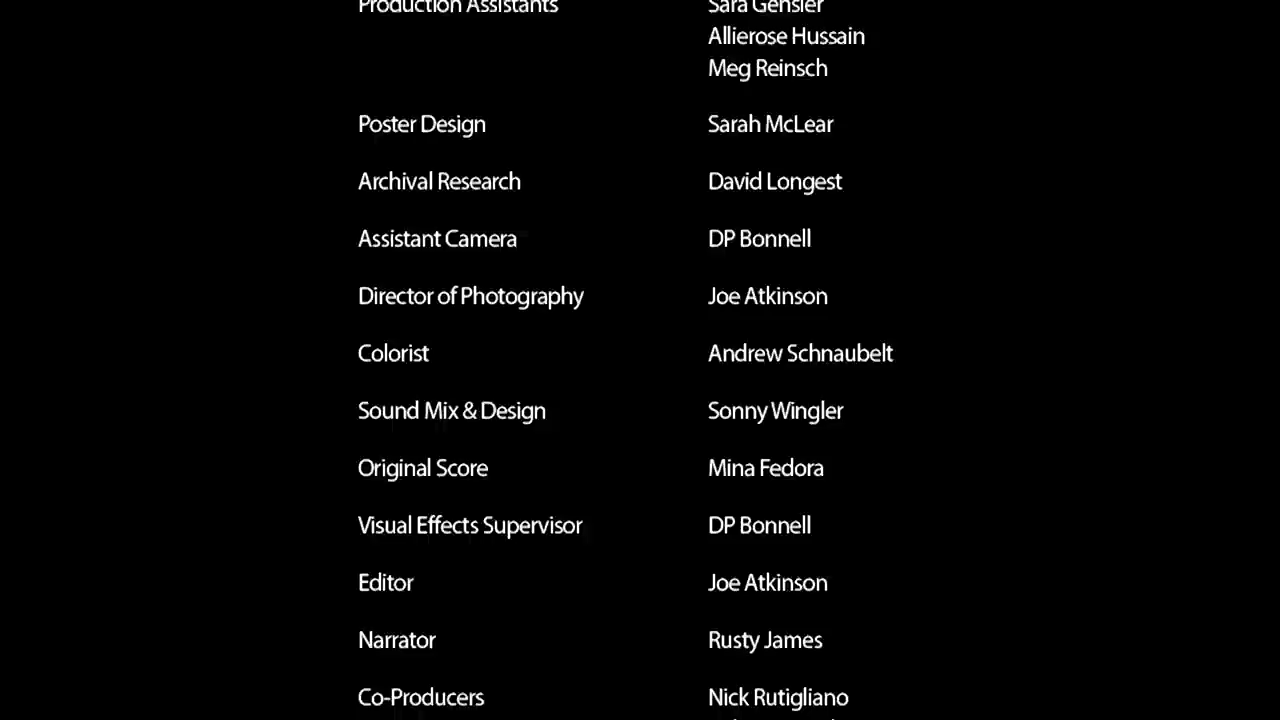 Production Assistants Sara Gensler
Allierose Hussain
Meg Reinsch
Poster Design Sarah McLear
Archival Research David Longest
Assistant Camera DP Bonnell
Director of Photography Joe Atkinson
Colorist Andrew Schnaubelt
Sound Mix & Design Sonny Wingler
Original Score Mina Fedora
Visual Effects Supervisor DP Bonnell
Editor Joe Atkinson
Narrator Rusty James
Co-Producers Nick Rutigliano